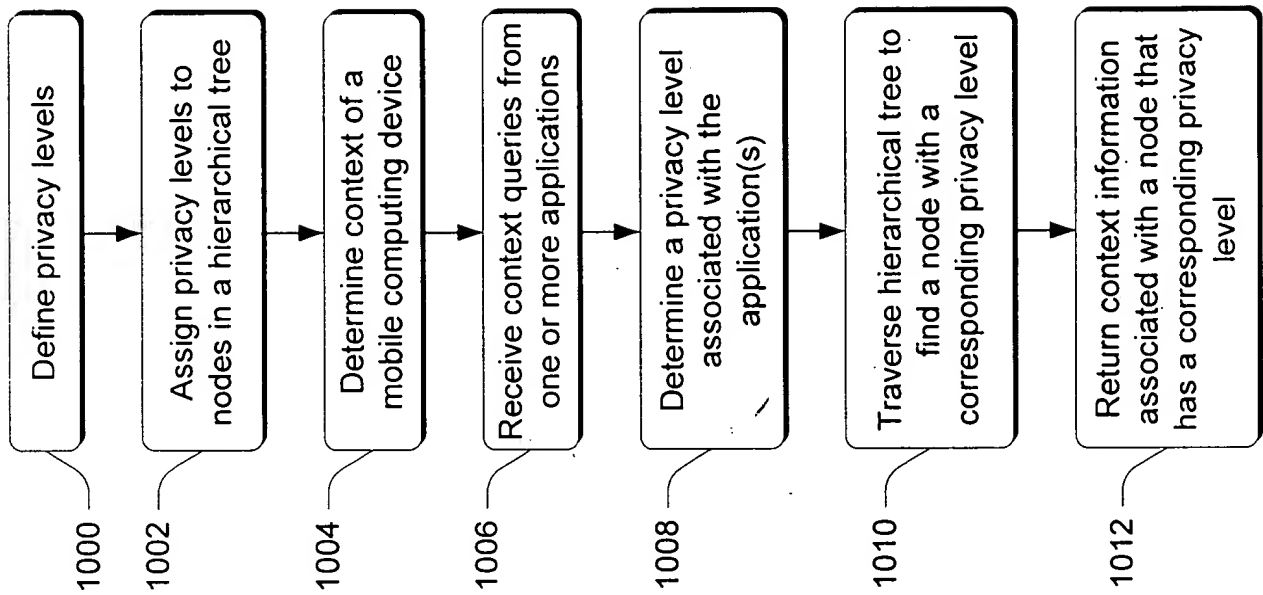 1000
Define privacy levels
1002
Assign privacy levels to
nodes in a hierarchical tree
1004
Determine context of a
mobile computing device
1006
Receive context queries from
one or more applications
1008
Determine a privacy level
associated with the
application(s)
1010
Traverse hierarchical tree to
find a node with a
corresponding privacy level
1012
Return context information
associated with a node that
has a corresponding privacy
level